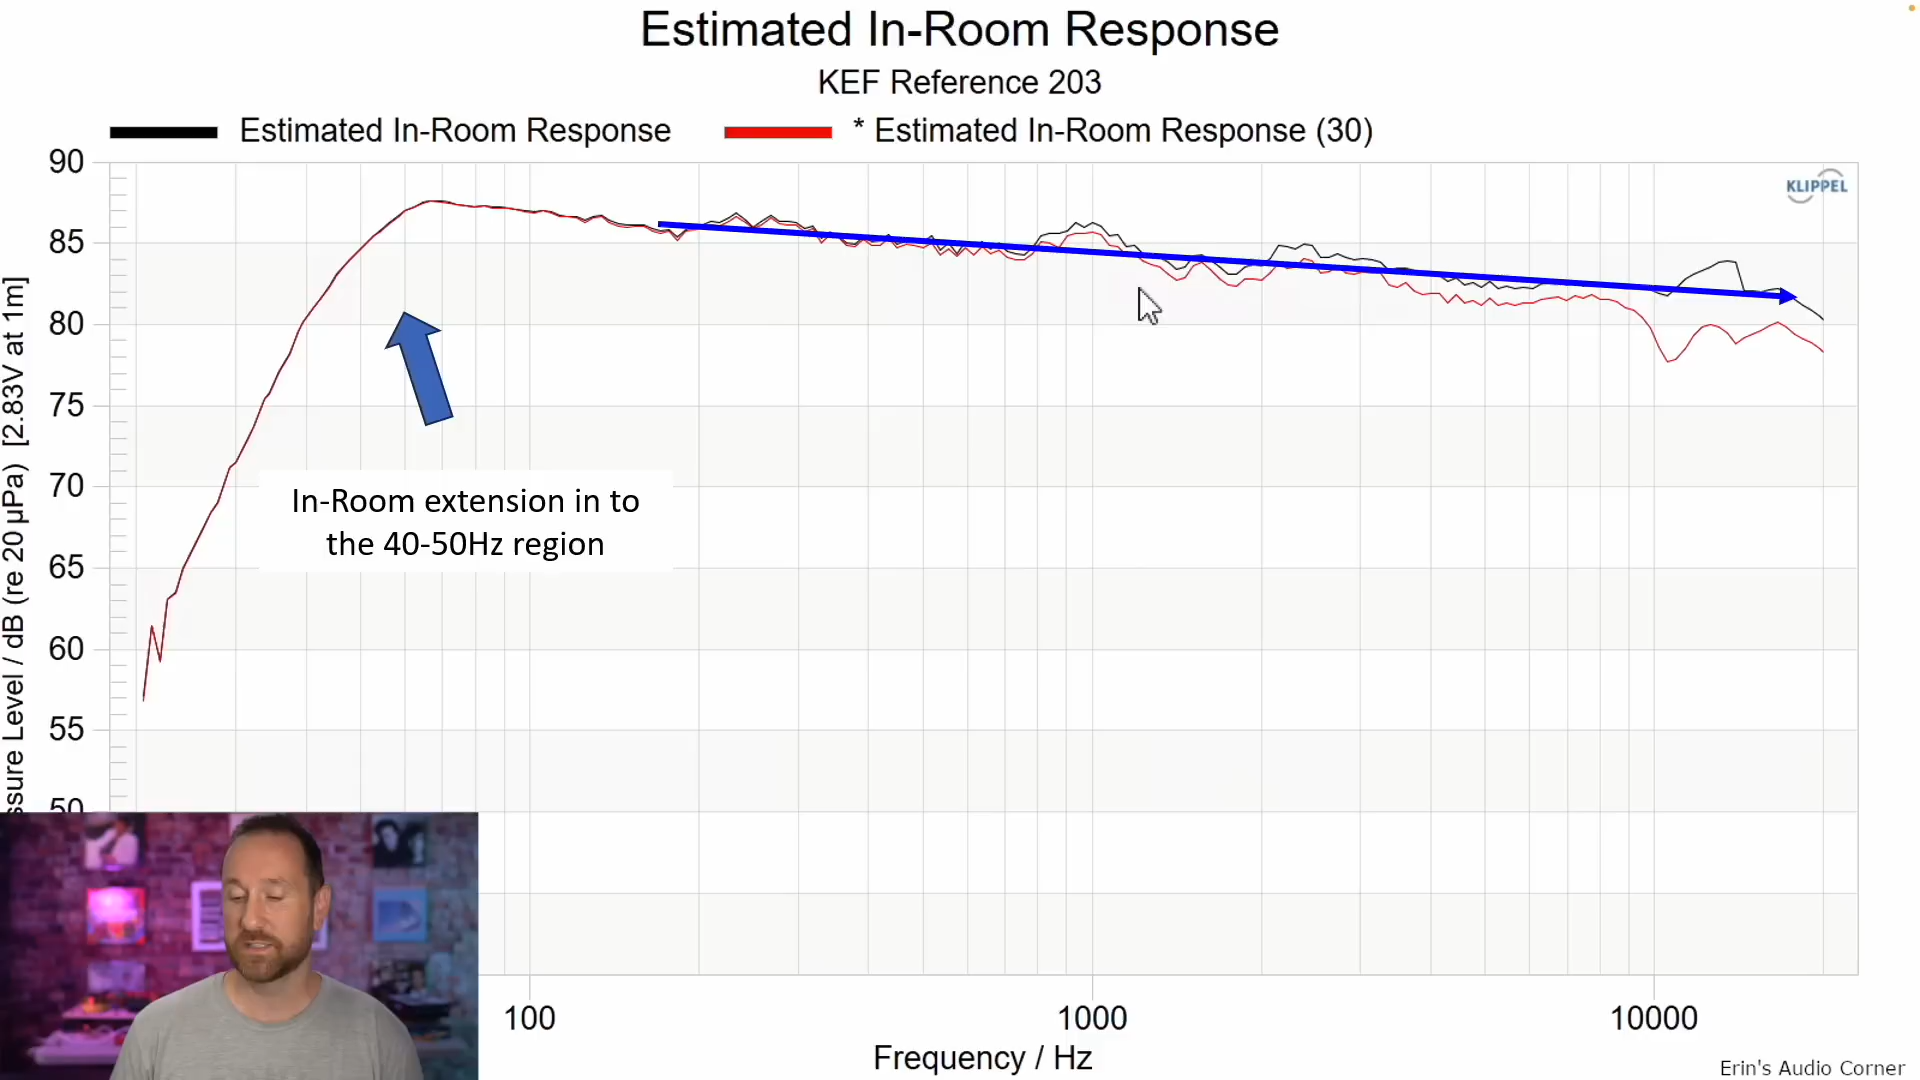 Estimated In-Room Response
KEF Reference 203
Estimated In-Room Response
* Estimated In-Room Response (30)
90
KLIPPEL
85
80
75
70
65
60
55
50
ssure Level / dB (re 20 µPa) [2.83V at 1m]
In-Room extension in to
the 40-50Hz region
100
1000
10000
Frequency / Hz
Erin's Audio Corner